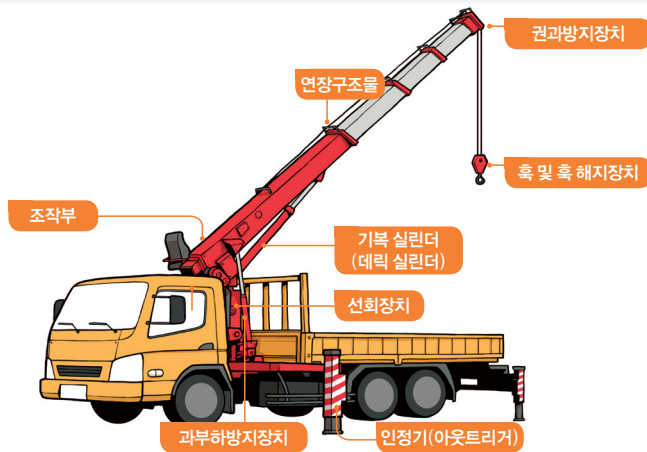 권과방지장치
연장구조물
훅 및 훅 해지장치
조작부
기복 실린더
(데릭 실린더)
선회장치
과부하방지장치
인정기(아웃트리거)